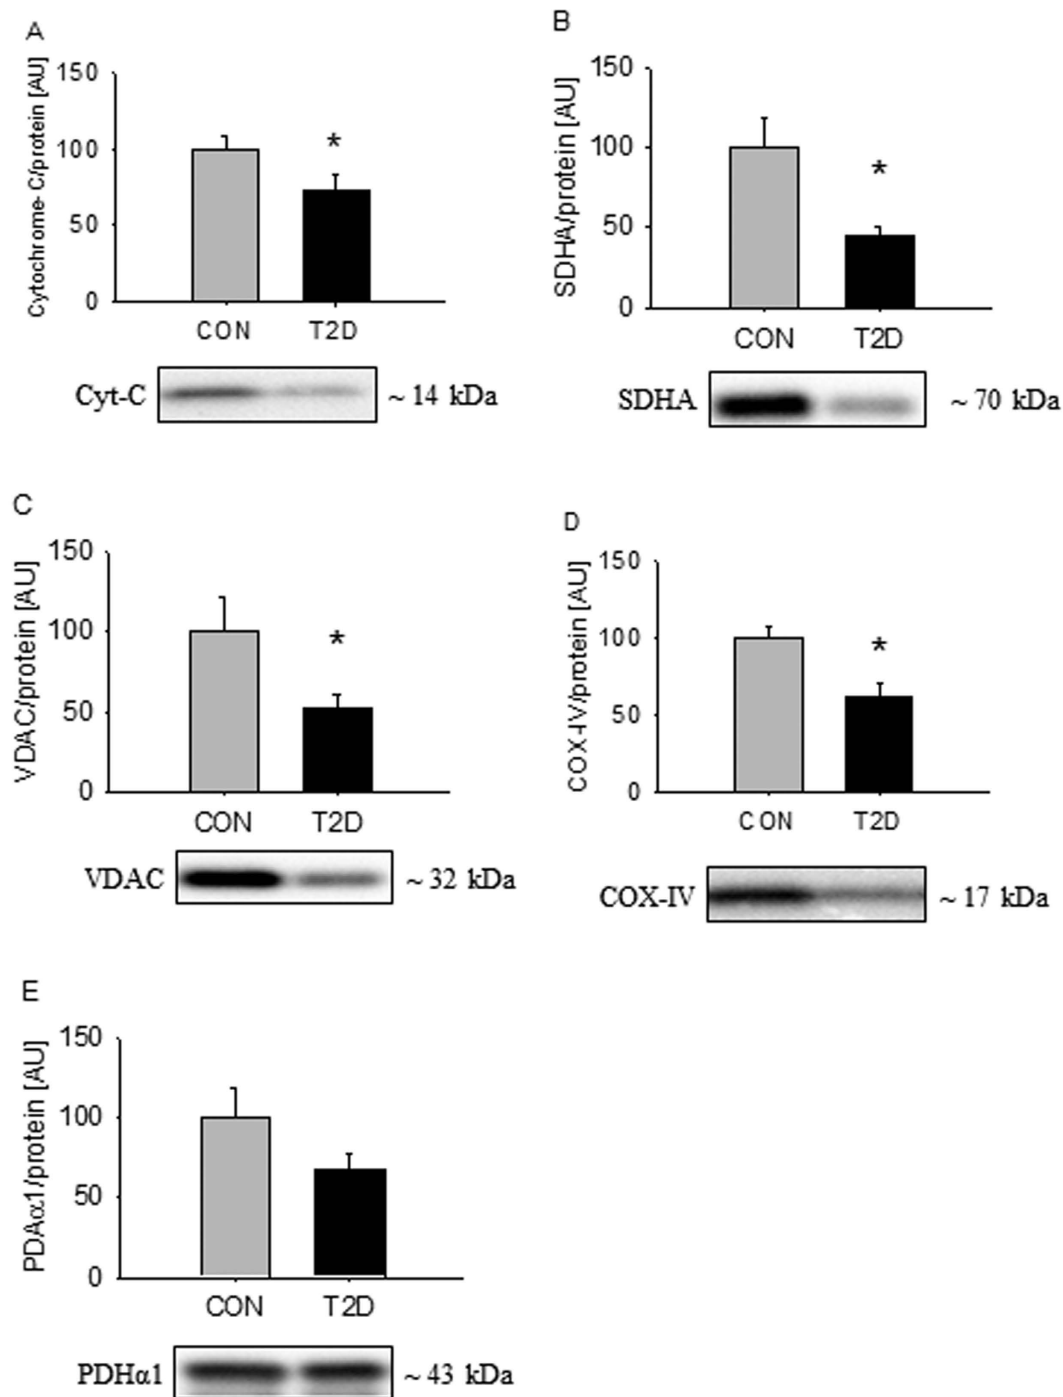 A
Cytochrome- C/protein [AU]
150
100
50
0
*
CON T2D
Cyt-C ~ 14 kDa
B
SDHA/protein [AU]
150
100
50
0
*
CON T2D
SDHA ~ 70 kDa
C
VDAC/protein [AU]
150
100
50
0
*
CON T2D
VDAC ~ 32 kDa
D
COX-IV/protein [AU]
150
100
50
0
*
CON T2D
COX-IV ~ 17 kDa
E
PDAα1/protein [AU]
150
100
50
0
CON T2D
PDHα1 ~ 43 kDa